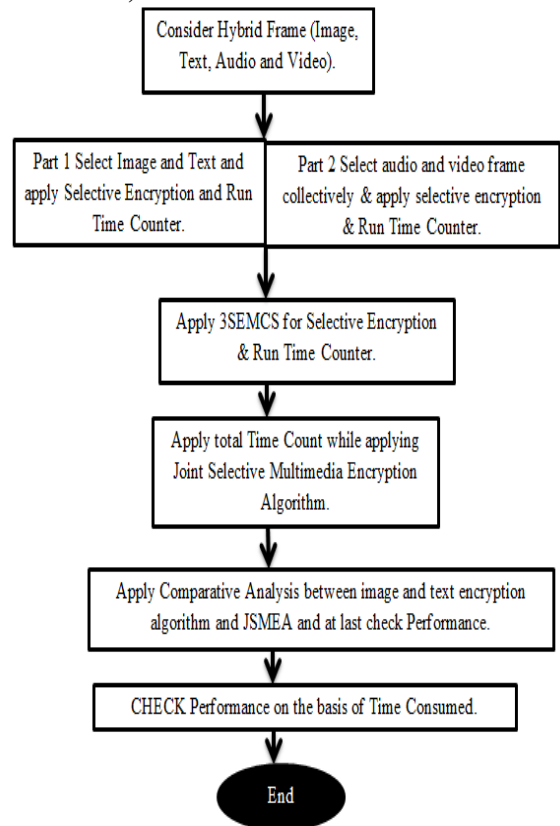 Consider Hybrid Frame (Image,
Text, Audio and Video).
Part 1 Select Image and Text and
apply Selective Encryption and Run
Time Counter.
Part 2 Select audio and video frame
collectively & apply selective encryption
& Run Time Counter.
Apply 3SEMCS for Selective Encryption
& Run Time Counter.
Apply total Time Count while applying
Joint Selective Multimedia Encryption
Algorithm.
Apply Comparative Analysis between image and text encryption
algorithm and JSMEA and at last check Performance.
CHECK Performance on the basis of Time Consumed.
End